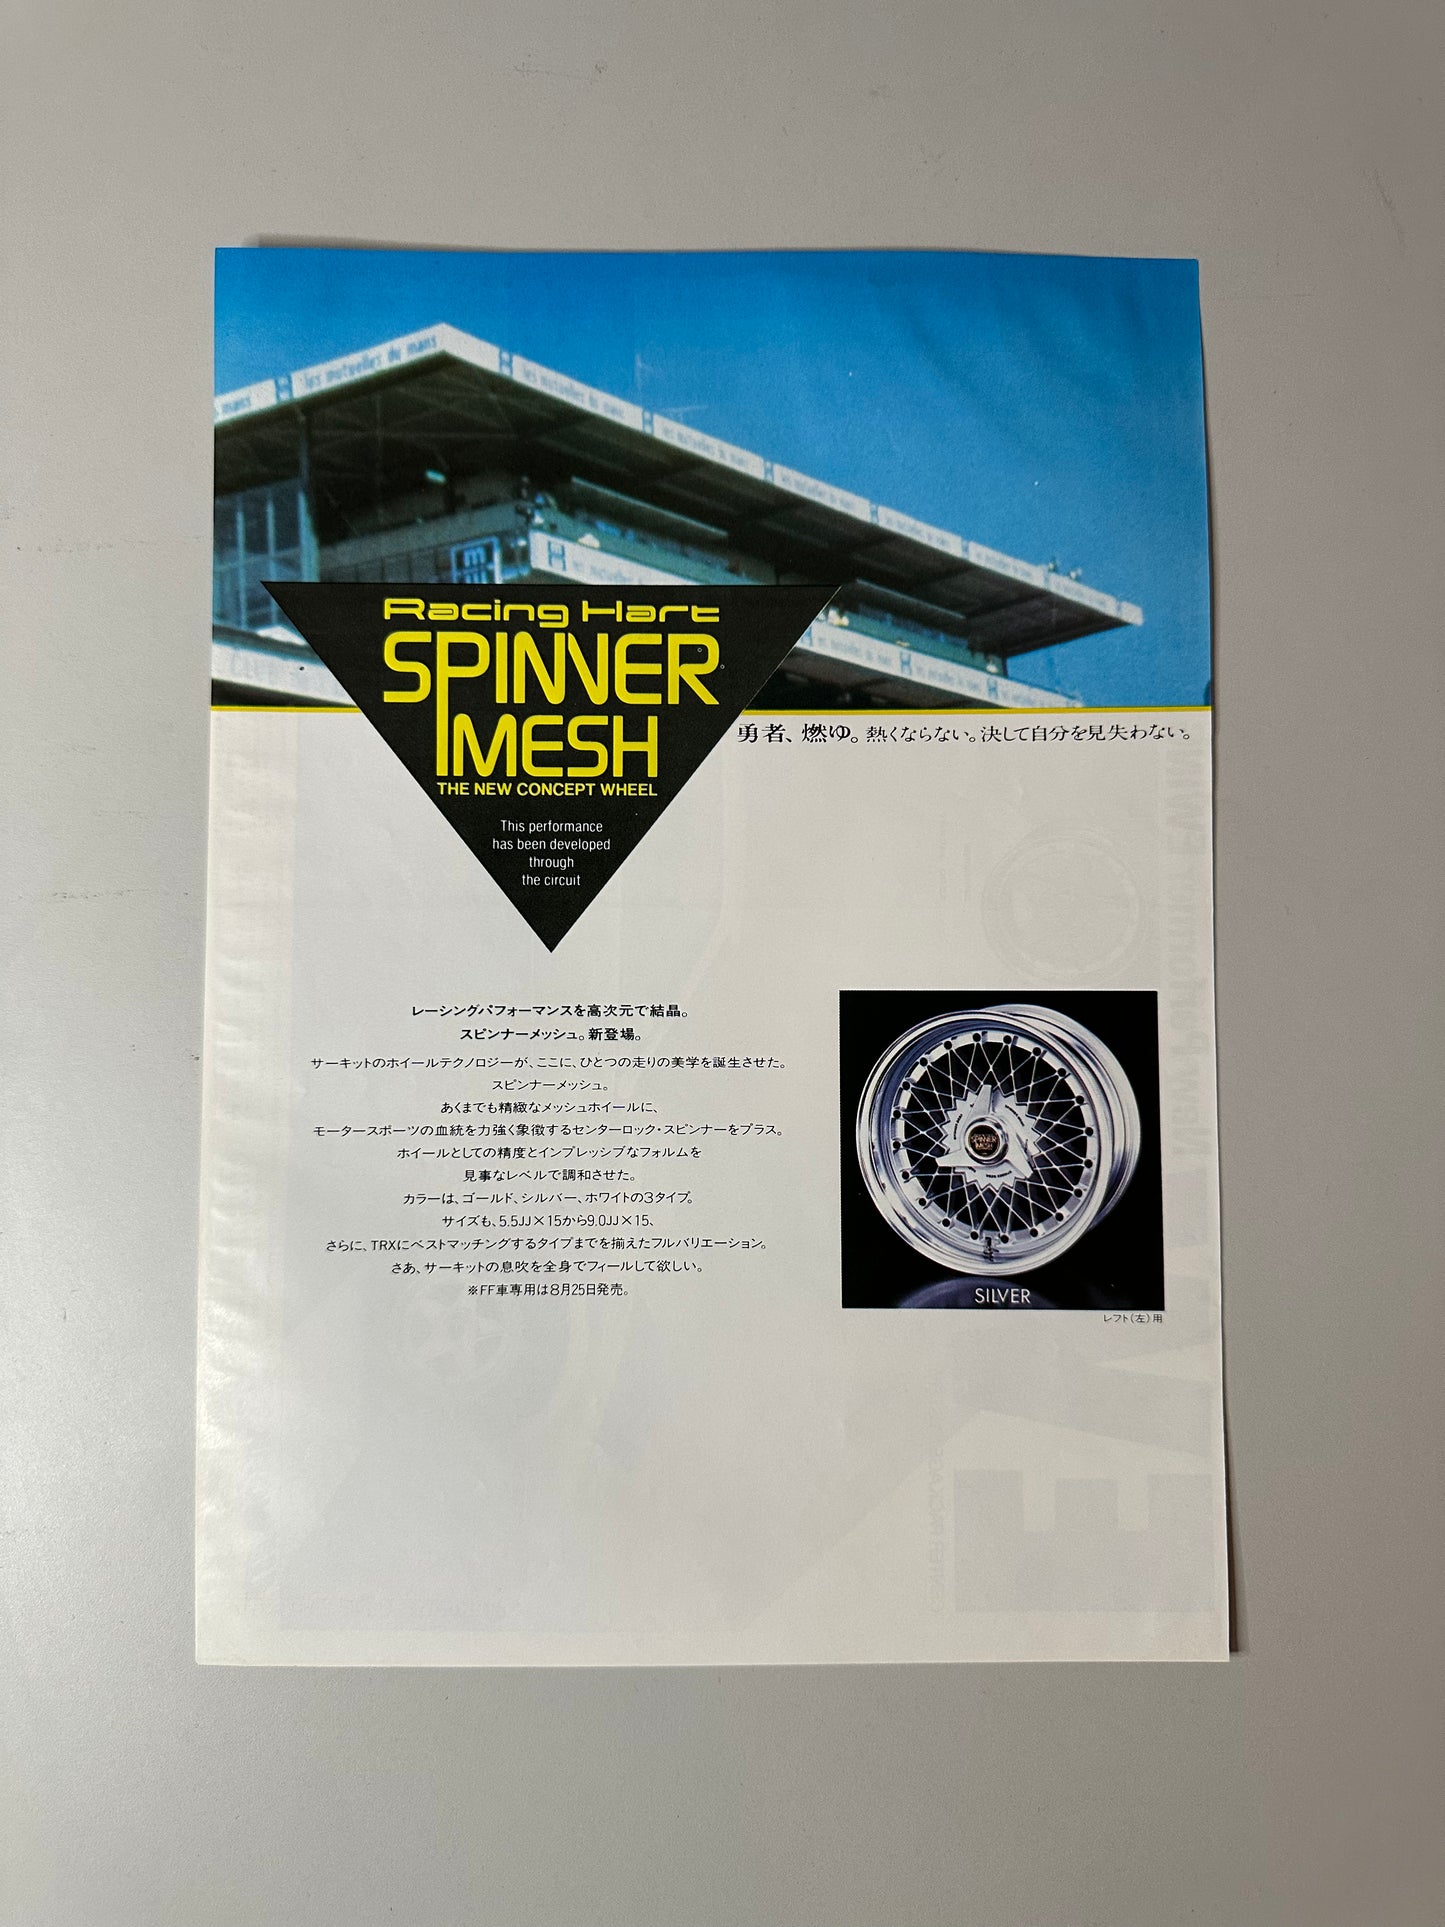 les mutuelles du mans
les mutuelles du mans
les mutuelles du mans
mans
Racing Hart
SPINNER
MESH
THE NEW CONCEPT WHEEL
This performance
has been developed
through
the circuit
勇者、燃ゆ。熱くならない。決して自分を見失わない。
レーシングパフォーマンスを高次元で結晶。
スピンナーメッシュ。新登場。
サーキットのホイールテクノロジーが、ここに、ひとつの走りの美学を誕生させた。
スピンナーメッシュ。
あくまでも精緻なメッシュホイールに、
モータースポーツの血統を力強く象徴するセンターロック・スピンナーをプラス。
ホイールとしての精度とインプレッシブなフォルムを
見事なレベルで調和させた。
カラーは、ゴールド、シルバー、ホワイトの3タイプ。
サイズも、5.5JJ×15から9.0JJ×15、
さらに、TRXにベストマッチングするタイプまでを揃えたフルバリエーション。
さあ、サーキットの息吹を全身でフィールして欲しい。
※FF車専用は8月25日発売。
SPINNER
MESH
SILVER
レフト(左)用